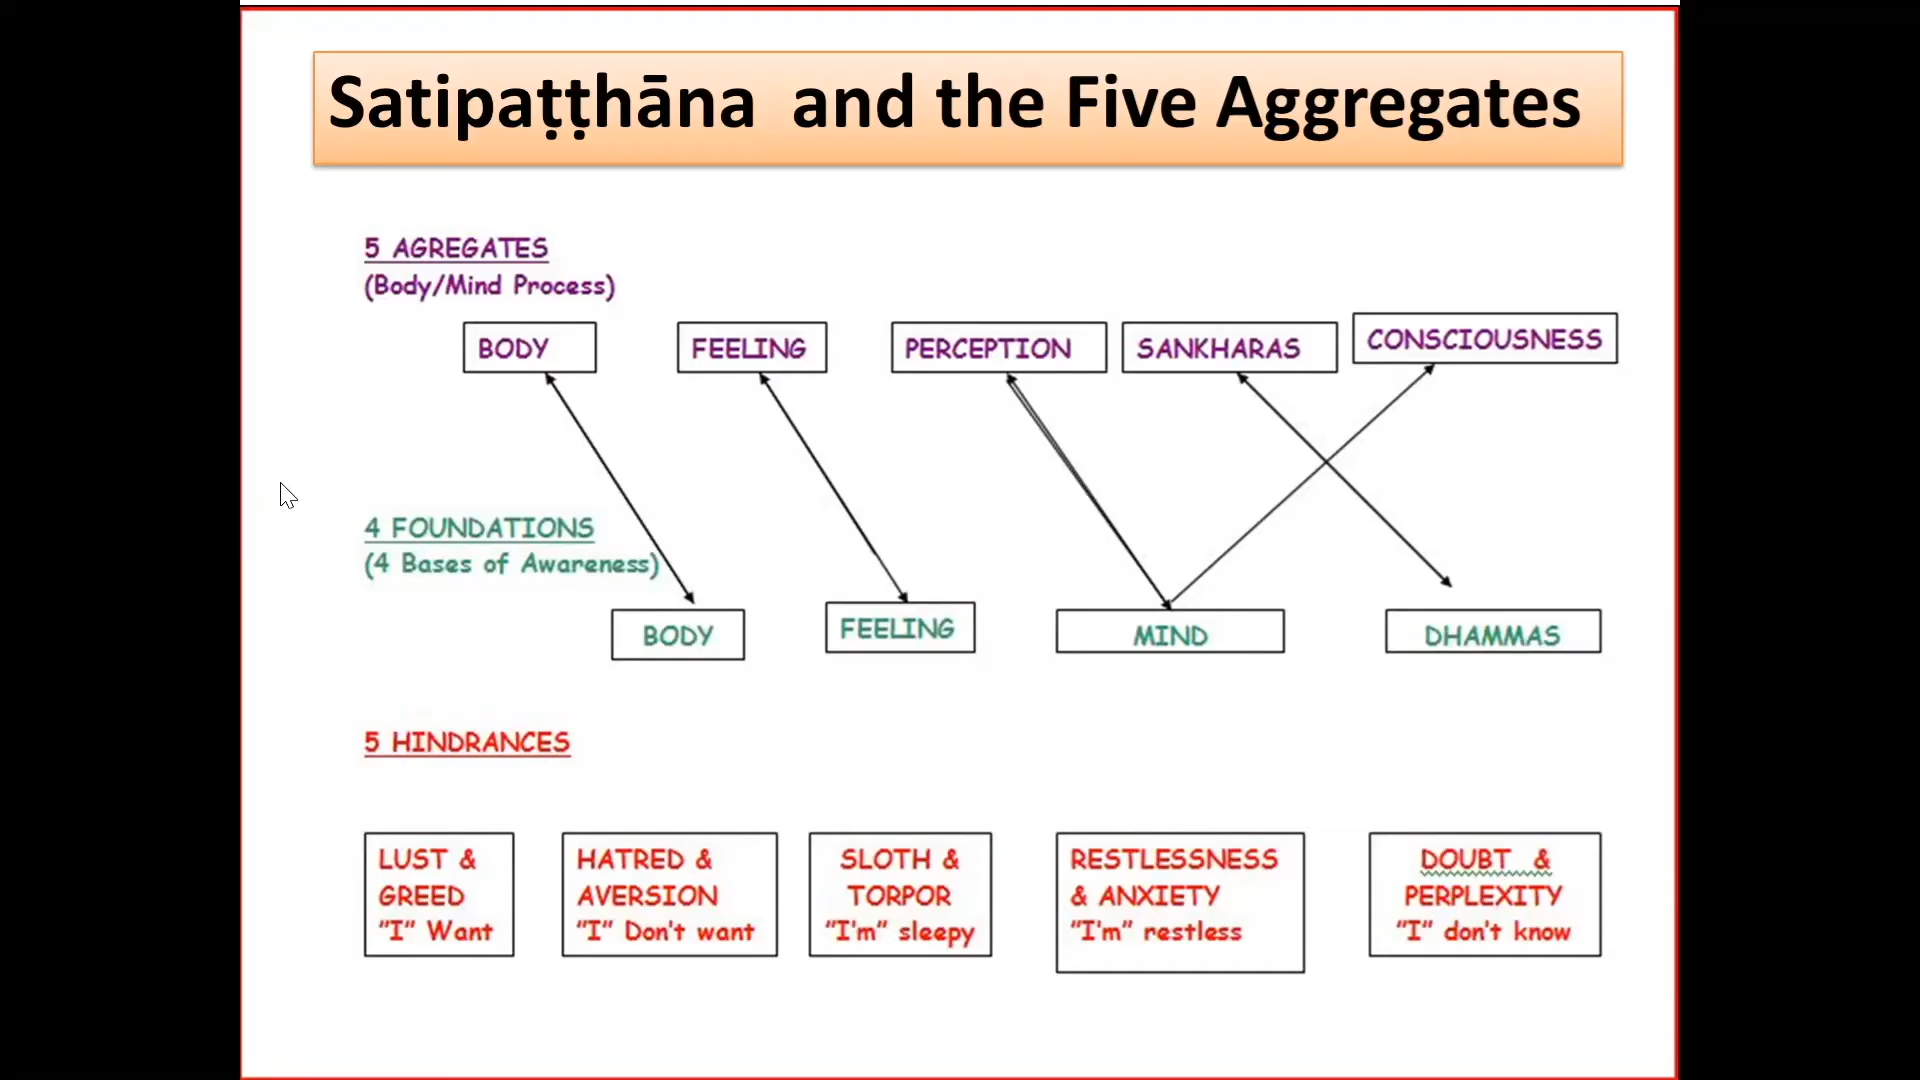 Satipaṭṭhāna and the Five Aggregates
5 AGREGATES
(Body/Mind Process)
BODY
FEELING
PERCEPTION
SANKHARAS
CONSCIOUSNESS
4 FOUNDATIONS
(4 Bases of Awareness)
BODY
FEELING
MIND
DHAMMAS
5 HINDRANCES
LUST &
GREED
"I" Want
HATRED &
AVERSION
"I" Don't want
SLOTH &
TORPOR
"I'm" sleepy
RESTLESSNESS
& ANXIETY
"I'm" restless
DOUBT &
PERPLEXITY
"I" don't know